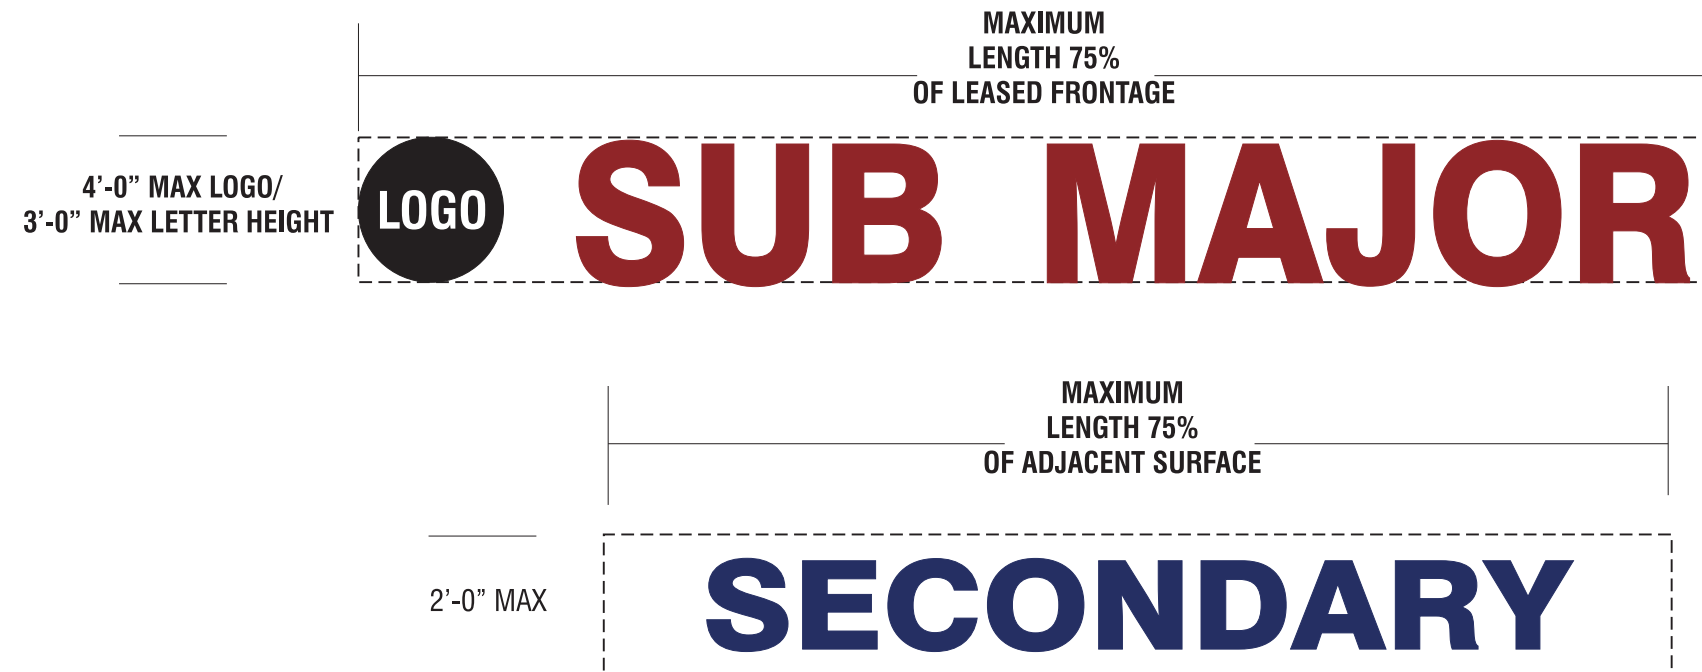 MAXIMUM
LENGTH 75%
OF LEASED FRONTAGE
4’-0” MAX LOGO/
3’-0” MAX LETTER HEIGHT
LOGO
SUB MAJOR
MAXIMUM
LENGTH 75%
OF ADJACENT SURFACE
2’-0” MAX
SECONDARY